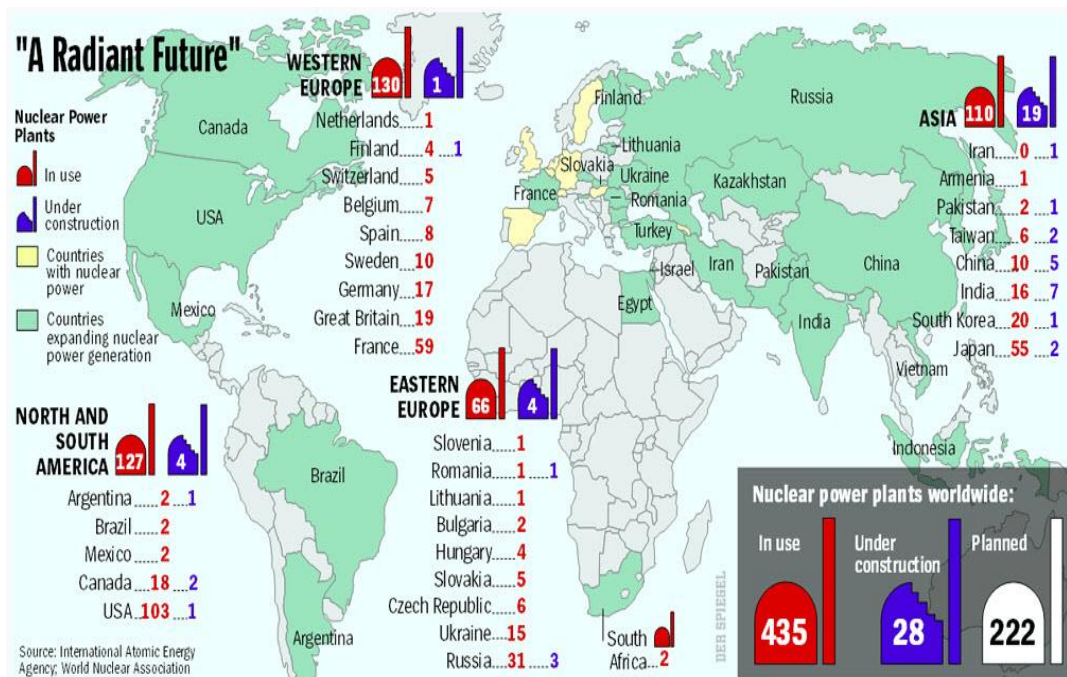 "A Radiant Future"
Nuclear Power
Plants
In use
Under
construction
Countries
with nuclear
power
Countries
expanding nuclear
power generation
WESTERN
EUROPE 130 1
Netherlands 1
Finland 4 1
Switzerland 5
Belgium 7
Spain 8
Sweden 10
Germany 17
Great Britain 19
France 59
ASIA 110 19
Iran 0 1
Armenia 1
Pakistan 2 1
Taiwan 6 2
China 10 5
India 16 7
South Korea 20 1
Japan 55 2
Canada
USA
Mexico
Brazil
Argentina
Finland
Russia
Lithuania
Slovakia
Ukraine
France
Romania
Kazakhstan
Turkey
Israel
Iran
Pakistan
China
Egypt
India
Vietnam
Indonesia
NORTH AND
SOUTH
AMERICA 127 4
Argentina 2 1
Brazil 2
Mexico 2
Canada 18 2
USA 103 1
EASTERN
EUROPE 66 4
Slovenia 1
Romania 1 1
Lithuania 1
Bulgaria 2
Hungary 4
Slovakia 5
Czech Republic 6
Ukraine 15
Russia 31 3
South
Africa 2
DER SPIEGEL
Nuclear power plants worldwide:
In use
Under
construction
Planned
435 28 222
Source: International Atomic Energy
Agency; World Nuclear Association